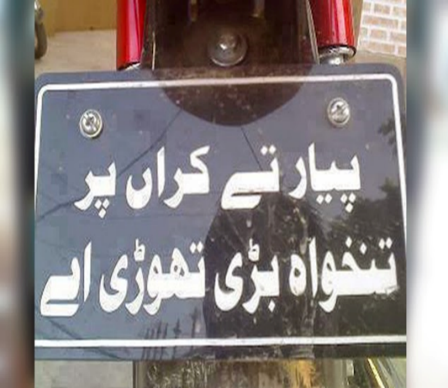 پیار تے کراں پر
تنخواہ بڑی تھوڑی اے